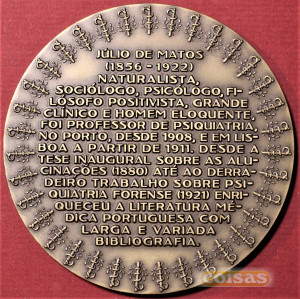 JÚLIO DE MATOS
(1856 - 1922)
NATURALISTA,
SOCIÓLOGO, PSICÓLOGO, FI-
LÓSOFO POSITIVISTA, GRANDE
CLÍNICO E HOMEM ELOQUENTE.
FOI PROFESSOR DE PSIQUIATRIA,
NO PORTO, DESDE 1908, E EM LIS-
BOA A PARTIR DE 1911. DESDE A
TESE INAUGURAL SOBRE AS ALU-
CINAÇÕES (1880) ATÉ AO DERRA-
DEIRO TRABALHO SOBRE PSI-
QUIATRIA FORENSE (1921) ENRI-
QUECEU A LITERATURA MÉ-
DICA PORTUGUESA COM
LARGA E VARIADA
BIBLIOGRAFIA.
coisas